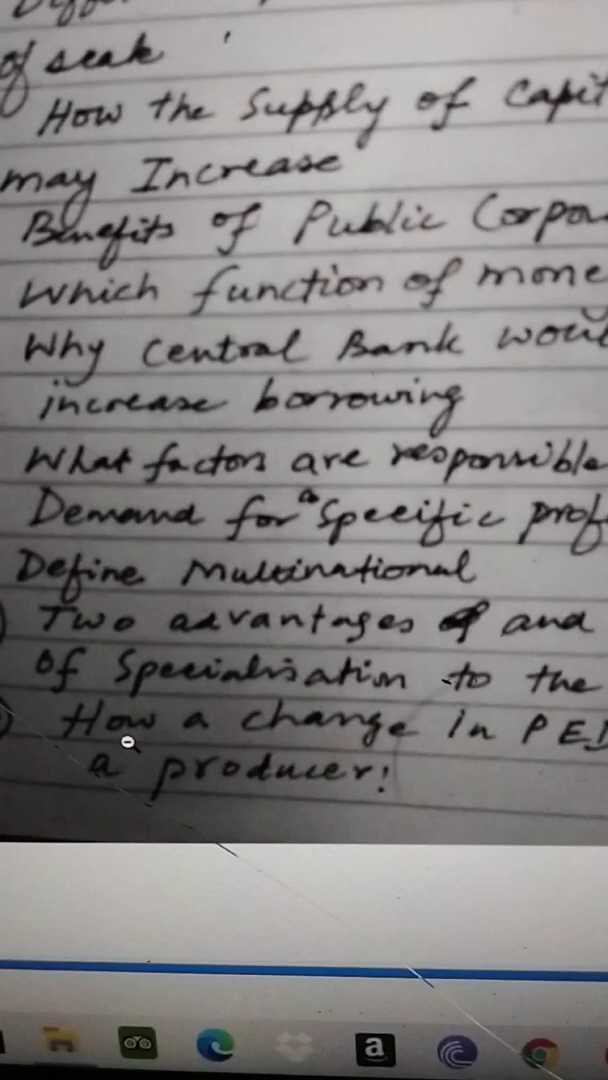 of scale
How the Supply of Capit
may Increase
Benefits of Public Corpo
Which function of mone
Why Central Bank woul
increase borrowing
What factors are responsible
Demand for a Specific prof
Define Multinational
Two advantages and
of Specialisation to the
How a change in PED
a producer!
a